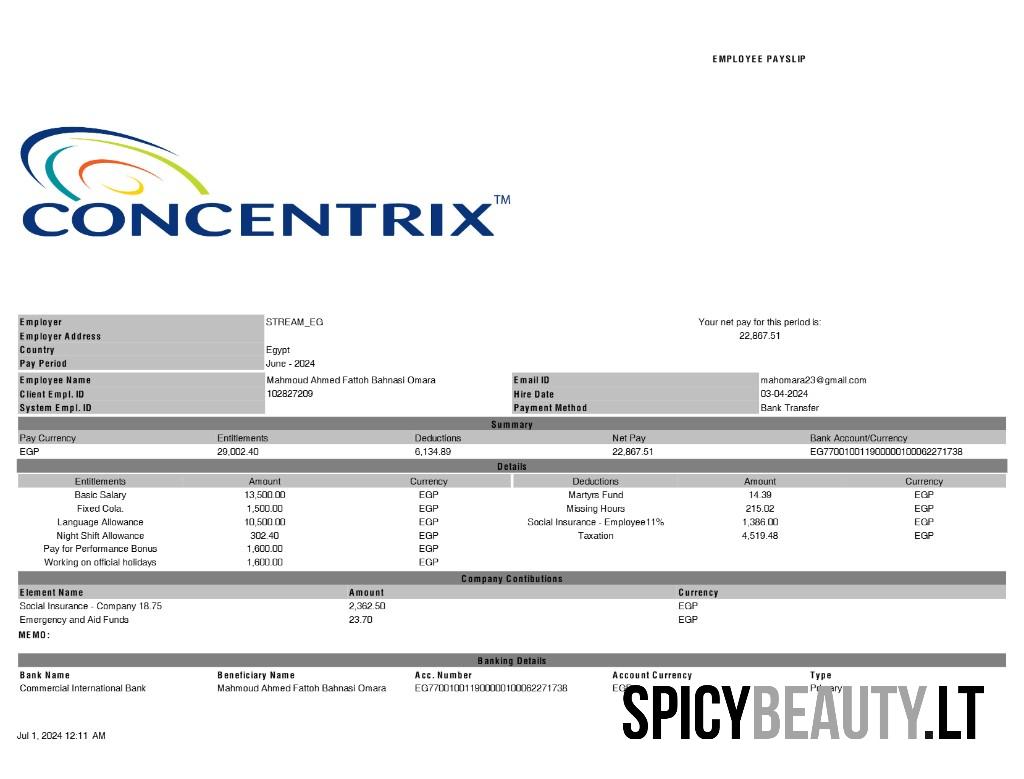 EMPLOYEE PAYSLIP
CONCENTRIX™
Employer STREAM_EG Your net pay for this period is:
Employer Address 22,867.51
Country Egypt
Pay Period June - 2024
Employee Name Mahmoud Ahmed Fattoh Bahnasi Omara Email ID mahomara23@gmail.com
Client Empl. ID 102827209 Hire Date 03-04-2024
System Empl. ID Payment Method Bank Transfer
Summary
Pay Currency Entitlements Deductions Net Pay Bank Account/Currency
EGP 29,002.40 6,134.89 22,867.51 EG770010011900000100062271738
Details
Entitlements Amount Currency Deductions Amount Currency
Basic Salary 13,500.00 EGP Martyrs Fund 14.39 EGP
Fixed Cola. 1,500.00 EGP Missing Hours 215.02 EGP
Language Allowance 10,500.00 EGP Social Insurance - Employee11% 1,386.00 EGP
Night Shift Allowance 302.40 EGP Taxation 4,519.48 EGP
Pay for Performance Bonus 1,600.00 EGP
Working on official holidays 1,600.00 EGP
Company Contibutions
Element Name Amount Currency
Social Insurance - Company 18.75 2,362.50 EGP
Emergency and Aid Funds 23.70 EGP
MEMO:
Banking Details
Bank Name Beneficiary Name Acc. Number Account Currency Type
Commercial International Bank Mahmoud Ahmed Fattoh Bahnasi Omara EG770010011900000100062271738 EGP Primary
SPICYBEAUTY.LT
Jul 1, 2024 12:11 AM